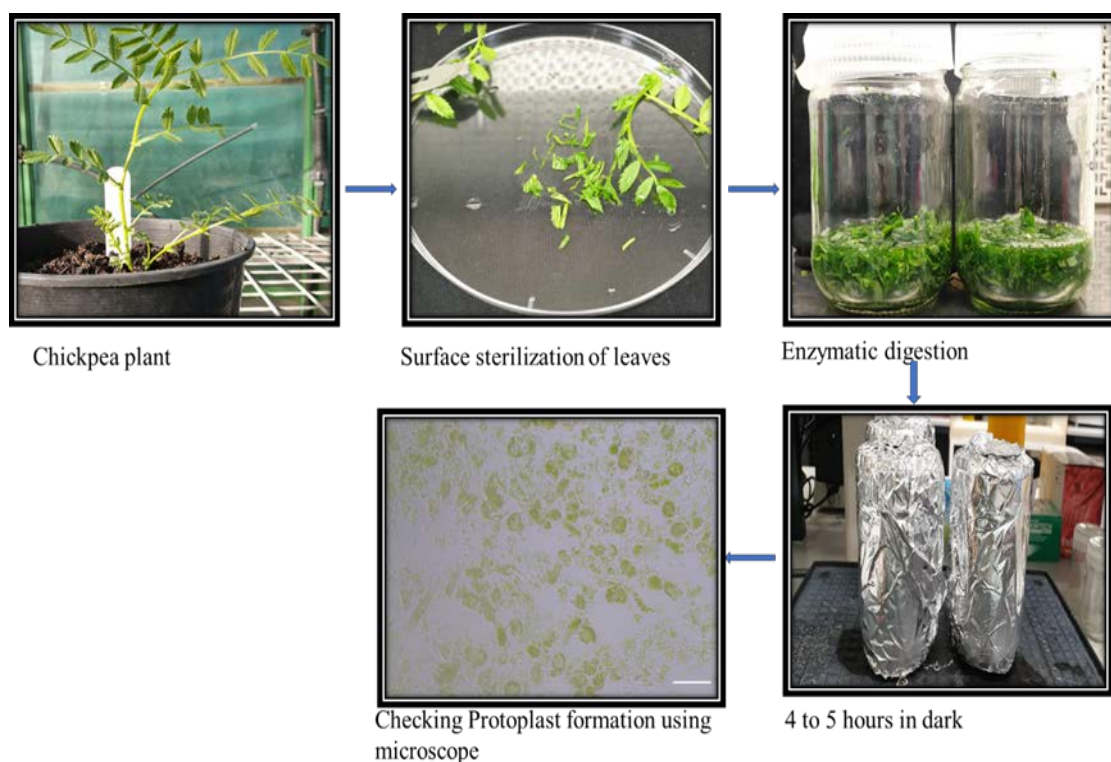 Chickpea plant
Surface sterilization of leaves
Enzymatic digestion
4 to 5 hours in dark
Checking Protoplast formation using
microscope